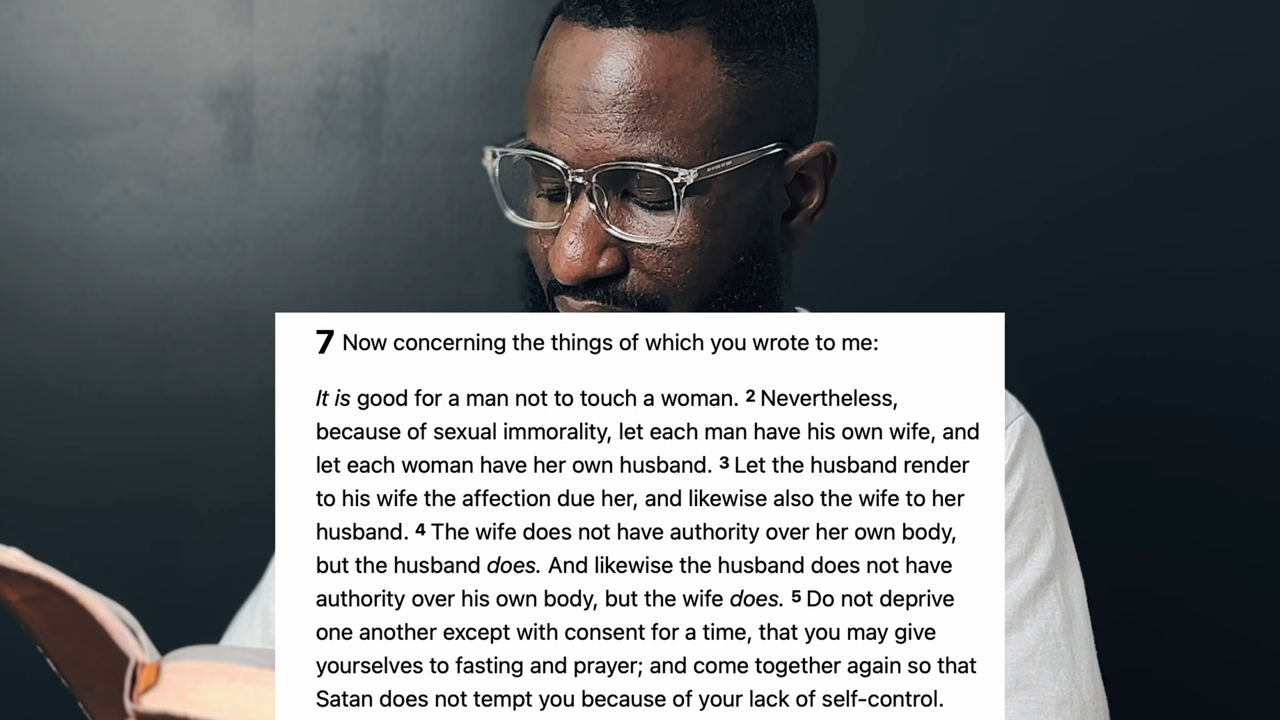 7 Now concerning the things of which you wrote to me:
It is good for a man not to touch a woman. 2 Nevertheless,
because of sexual immorality, let each man have his own wife, and
let each woman have her own husband. 3 Let the husband render
to his wife the affection due her, and likewise also the wife to her
husband. 4 The wife does not have authority over her own body,
but the husband does. And likewise the husband does not have
authority over his own body, but the wife does. 5 Do not deprive
one another except with consent for a time, that you may give
yourselves to fasting and prayer; and come together again so that
Satan does not tempt you because of your lack of self-control.